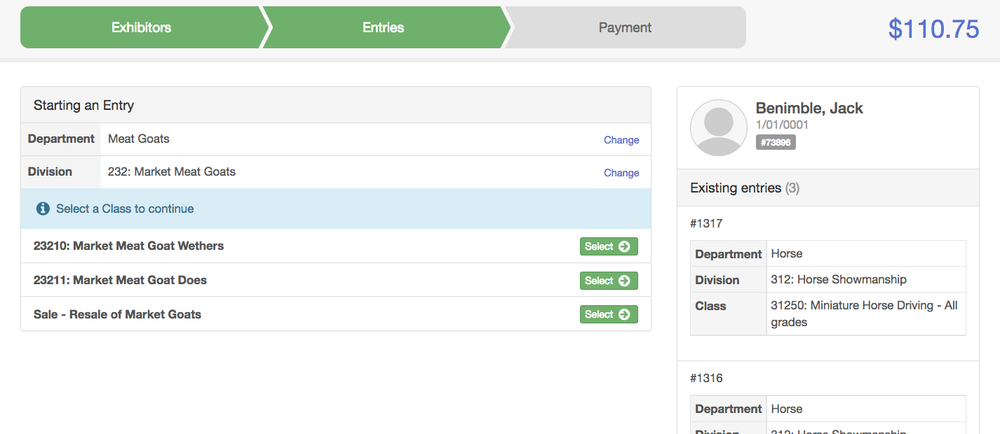 Exhibitors
Entries
Payment
$110.75
Starting an Entry
Department Meat Goats Change
Division 232: Market Meat Goats Change
Select a Class to continue
23210: Market Meat Goat Wethers Select
23211: Market Meat Goat Does Select
Sale - Resale of Market Goats Select
Benimble, Jack
1/01/0001
#73896
Existing entries (3)
#1317
Department Horse
Division 312: Horse Showmanship
Class 31250: Miniature Horse Driving - All
grades
#1316
Department Horse
Division 312: Horse Showmanship